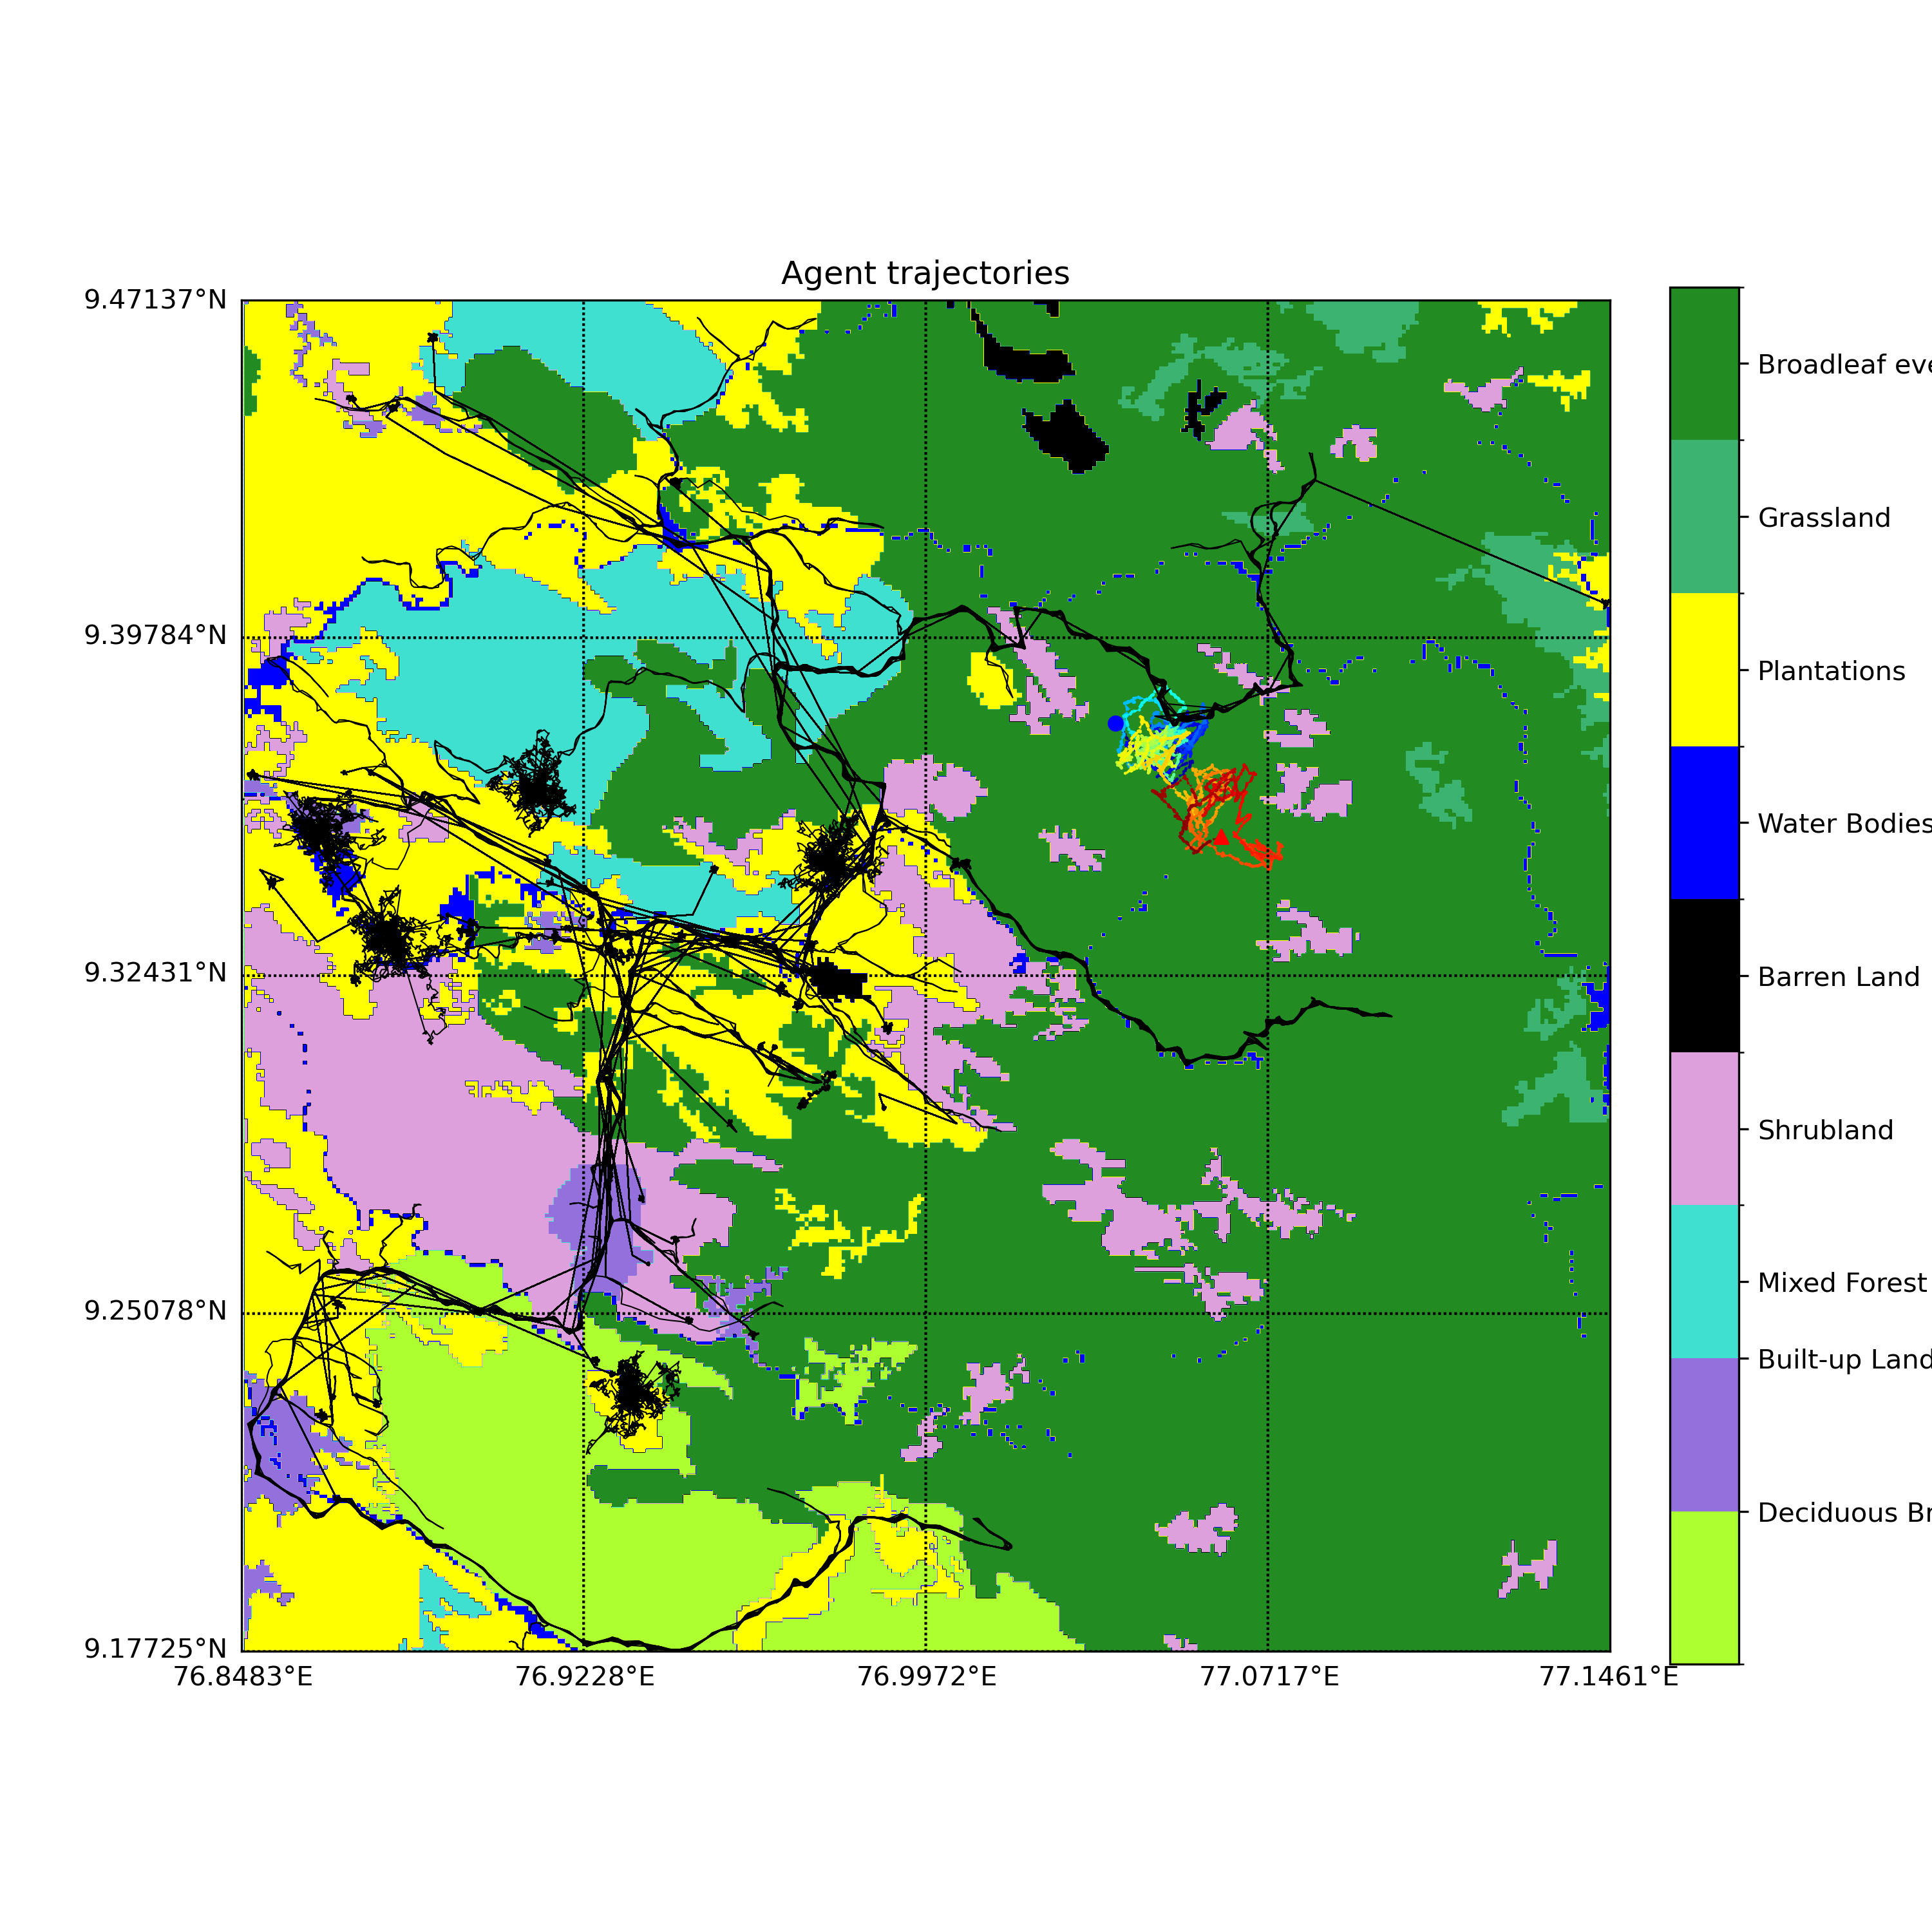 Agent trajectories
9.47137°N
9.39784°N
9.32431°N
9.25078°N
9.17725°N
76.8483°E
76.9228°E
76.9972°E
77.0717°E
77.1461°E
Broadleaf eve
Grassland
Plantations
Water Bodies
Barren Land
Shrubland
Mixed Forest
Built-up Land
Deciduous Br